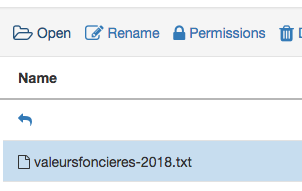 Open Rename Permissions D
Name
valeursfoncieres-2018.txt